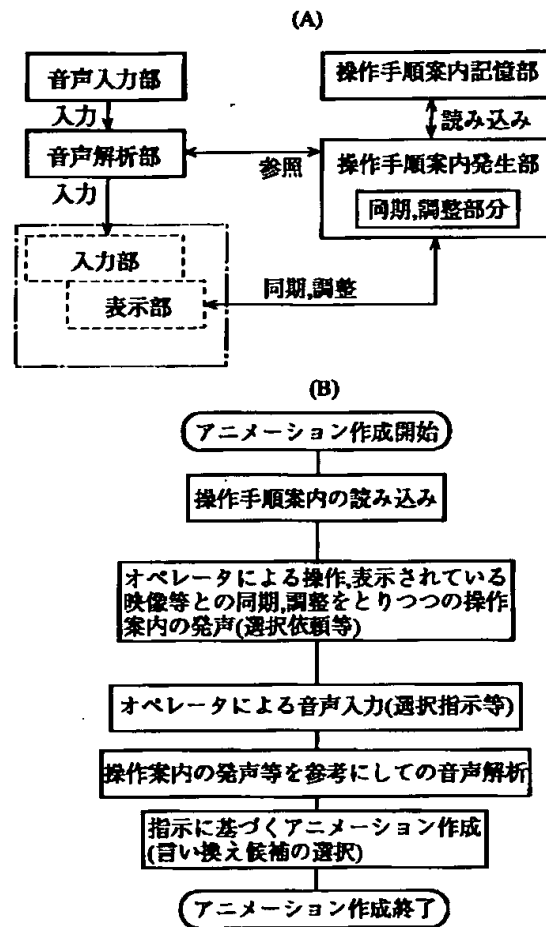 (A)
音声入力部
操作手順案内記憶部
入力
読み込み
音声解析部
参照
操作手順案内発生部
入力
同期,調整部分
入力部
表示部
同期,調整
(B)
アニメーション作成開始
操作手順案内の読み込み
オペレータによる操作,表示されている
映像等との同期,調整をとりつつの操作
案内の発声(選択依頼等)
オペレータによる音声入力(選択指示等)
操作案内の発声等を参考にしての音声解析
指示に基づくアニメーション作成
(言い換え候補の選択)
アニメーション作成終了